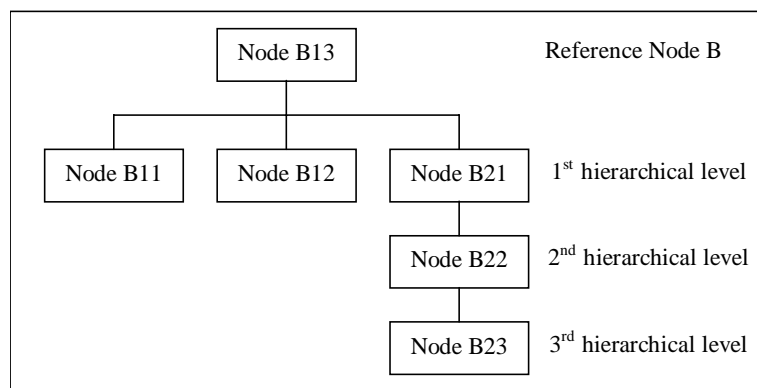 Node B13
Reference Node B
Node B11
Node B12
Node B21
1st hierarchical level
Node B22
2nd hierarchical level
Node B23
3rd hierarchical level